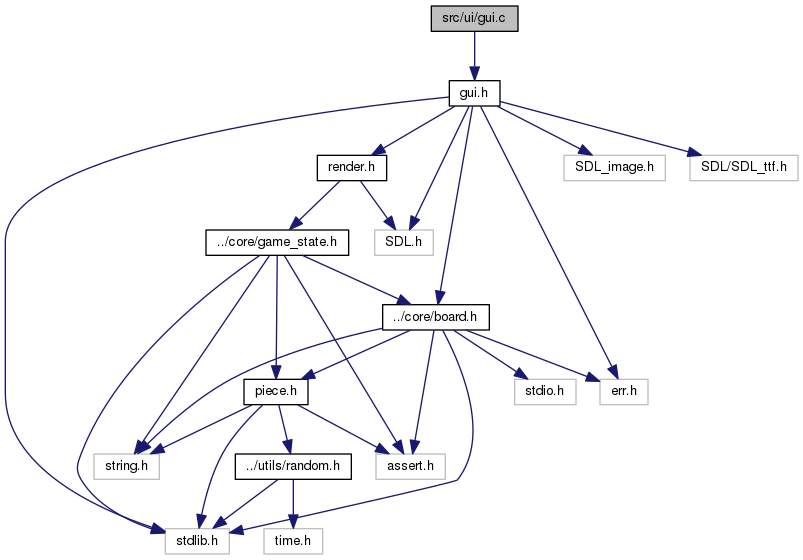 src/ui/gui.c
gui.h
render.h
SDL_image.h
SDL/SDL_ttf.h
../core/game_state.h
SDL.h
../core/board.h
piece.h
stdio.h
err.h
string.h
../utils/random.h
assert.h
stdlib.h
time.h